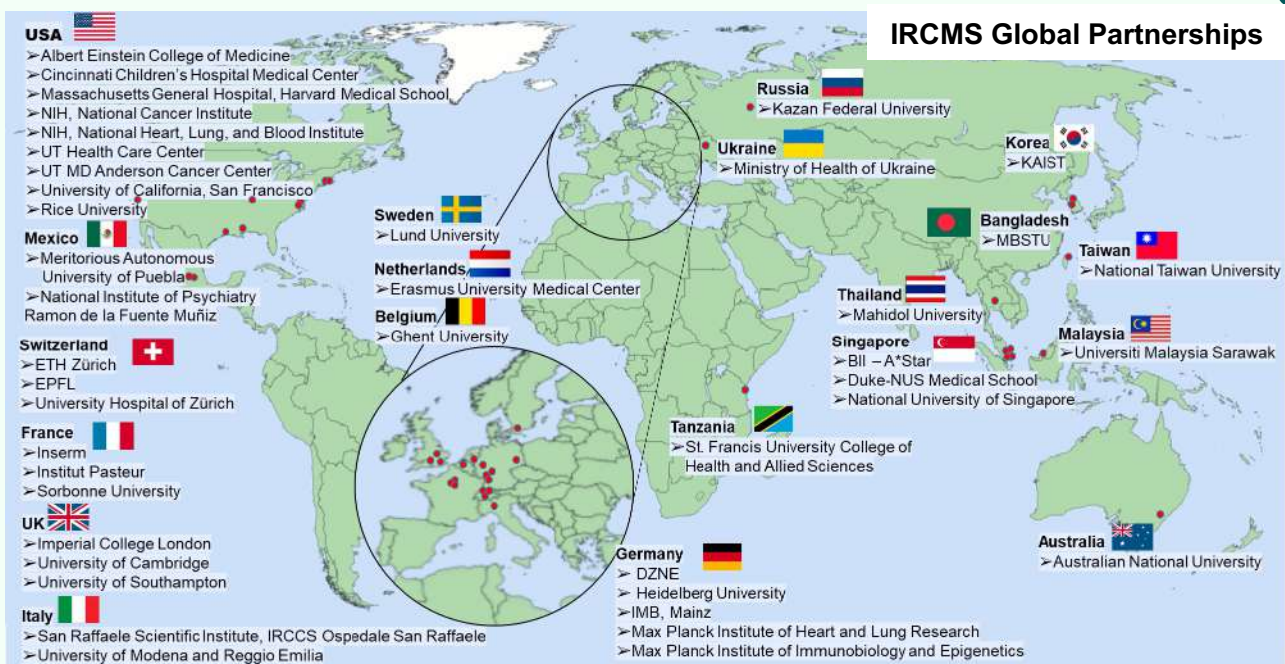 IRCMS Global Partnerships
USA
➢Albert Einstein College of Medicine
➢Cincinnati Children's Hospital Medical Center
➢Massachusetts General Hospital, Harvard Medical School
➢NIH, National Cancer Institute
➢NIH, National Heart, Lung, and Blood Institute
➢UT Health Care Center
➢UT MD Anderson Cancer Center
➢University of California, San Francisco
➢Rice University
Mexico
➢Meritorious Autonomous
University of Puebla
➢National Institute of Psychiatry
Ramon de la Fuente Muñiz
Switzerland
➢ETH Zürich
➢EPFL
➢University Hospital of Zürich
France
➢Inserm
➢Institut Pasteur
➢Sorbonne University
UK
➢Imperial College London
➢University of Cambridge
➢University of Southampton
Italy
➢San Raffaele Scientific Institute, IRCCS Ospedale San Raffaele
➢University of Modena and Reggio Emilia
Sweden
➢Lund University
Netherlands
➢Erasmus University Medical Center
Belgium
➢Ghent University
Germany
➢ DZNE
➢ Heidelberg University
➢IMB, Mainz
➢Max Planck Institute of Heart and Lung Research
➢Max Planck Institute of Immunobiology and Epigenetics
Russia
➢Kazan Federal University
Ukraine
➢Ministry of Health of Ukraine
Tanzania
➢St. Francis University College of
Health and Allied Sciences
Korea
➢KAIST
Bangladesh
➢MBSTU
Taiwan
➢National Taiwan University
Thailand
➢Mahidol University
Malaysia
➢Universiti Malaysia Sarawak
Singapore
➢BII – A*Star
➢Duke-NUS Medical School
➢National University of Singapore
Australia
➢Australian National University